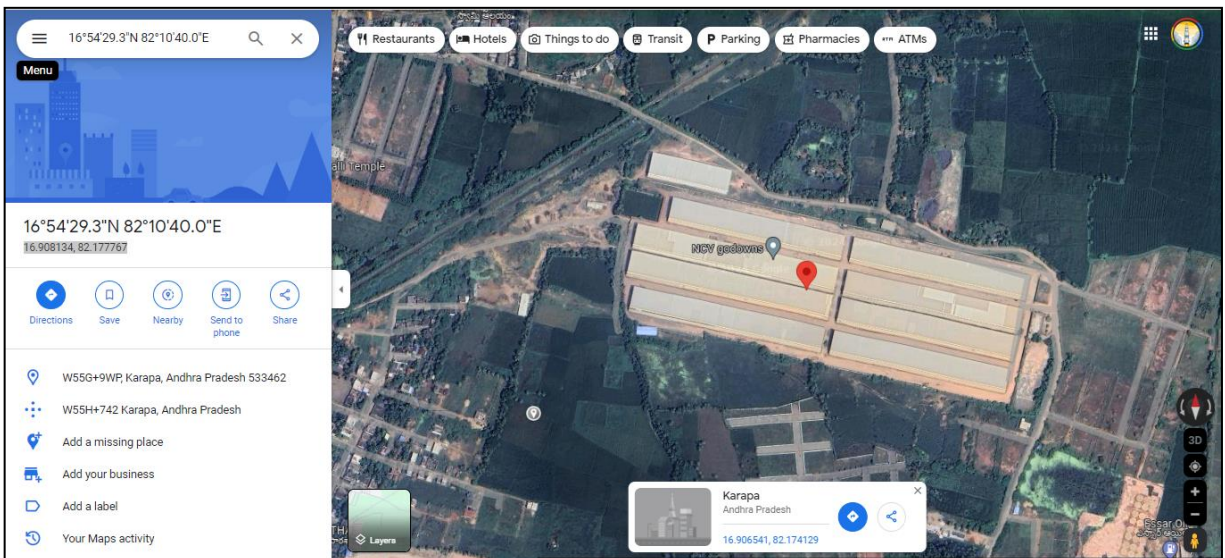 16°54'29.3"N 82°10'40.0"E
Menu
16°54'29.3"N 82°10'40.0"E
16.908134, 82.177767
Directions
Save
Nearby
Send to phone
Share
W55G+9WP, Karapa, Andhra Pradesh 533462
W55H+742 Karapa, Andhra Pradesh
Add a missing place
Add your business
Add a label
Your Maps activity
Restaurants
Hotels
Things to do
Transit
Parking
Pharmacies
ATMs
alli Temple
NCV godowns
Layers
Karapa
Andhra Pradesh
16.906541, 82.174129
3D
Essar Oil